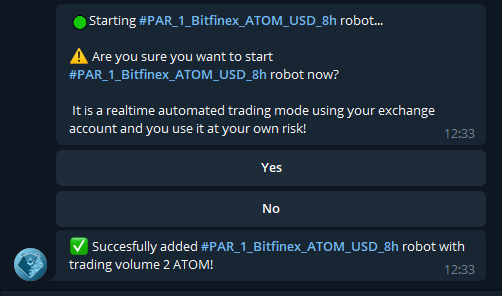 Starting #PAR_1_Bitfinex_ATOM_USD_8h robot...
Are you sure you want to start
#PAR_1_Bitfinex_ATOM_USD_8h robot now?
It is a realtime automated trading mode using your exchange
account and you use it at your own risk!
12:33
Yes
No
Succesfully added #PAR_1_Bitfinex_ATOM_USD_8h robot with
trading volume 2 ATOM!
12:33